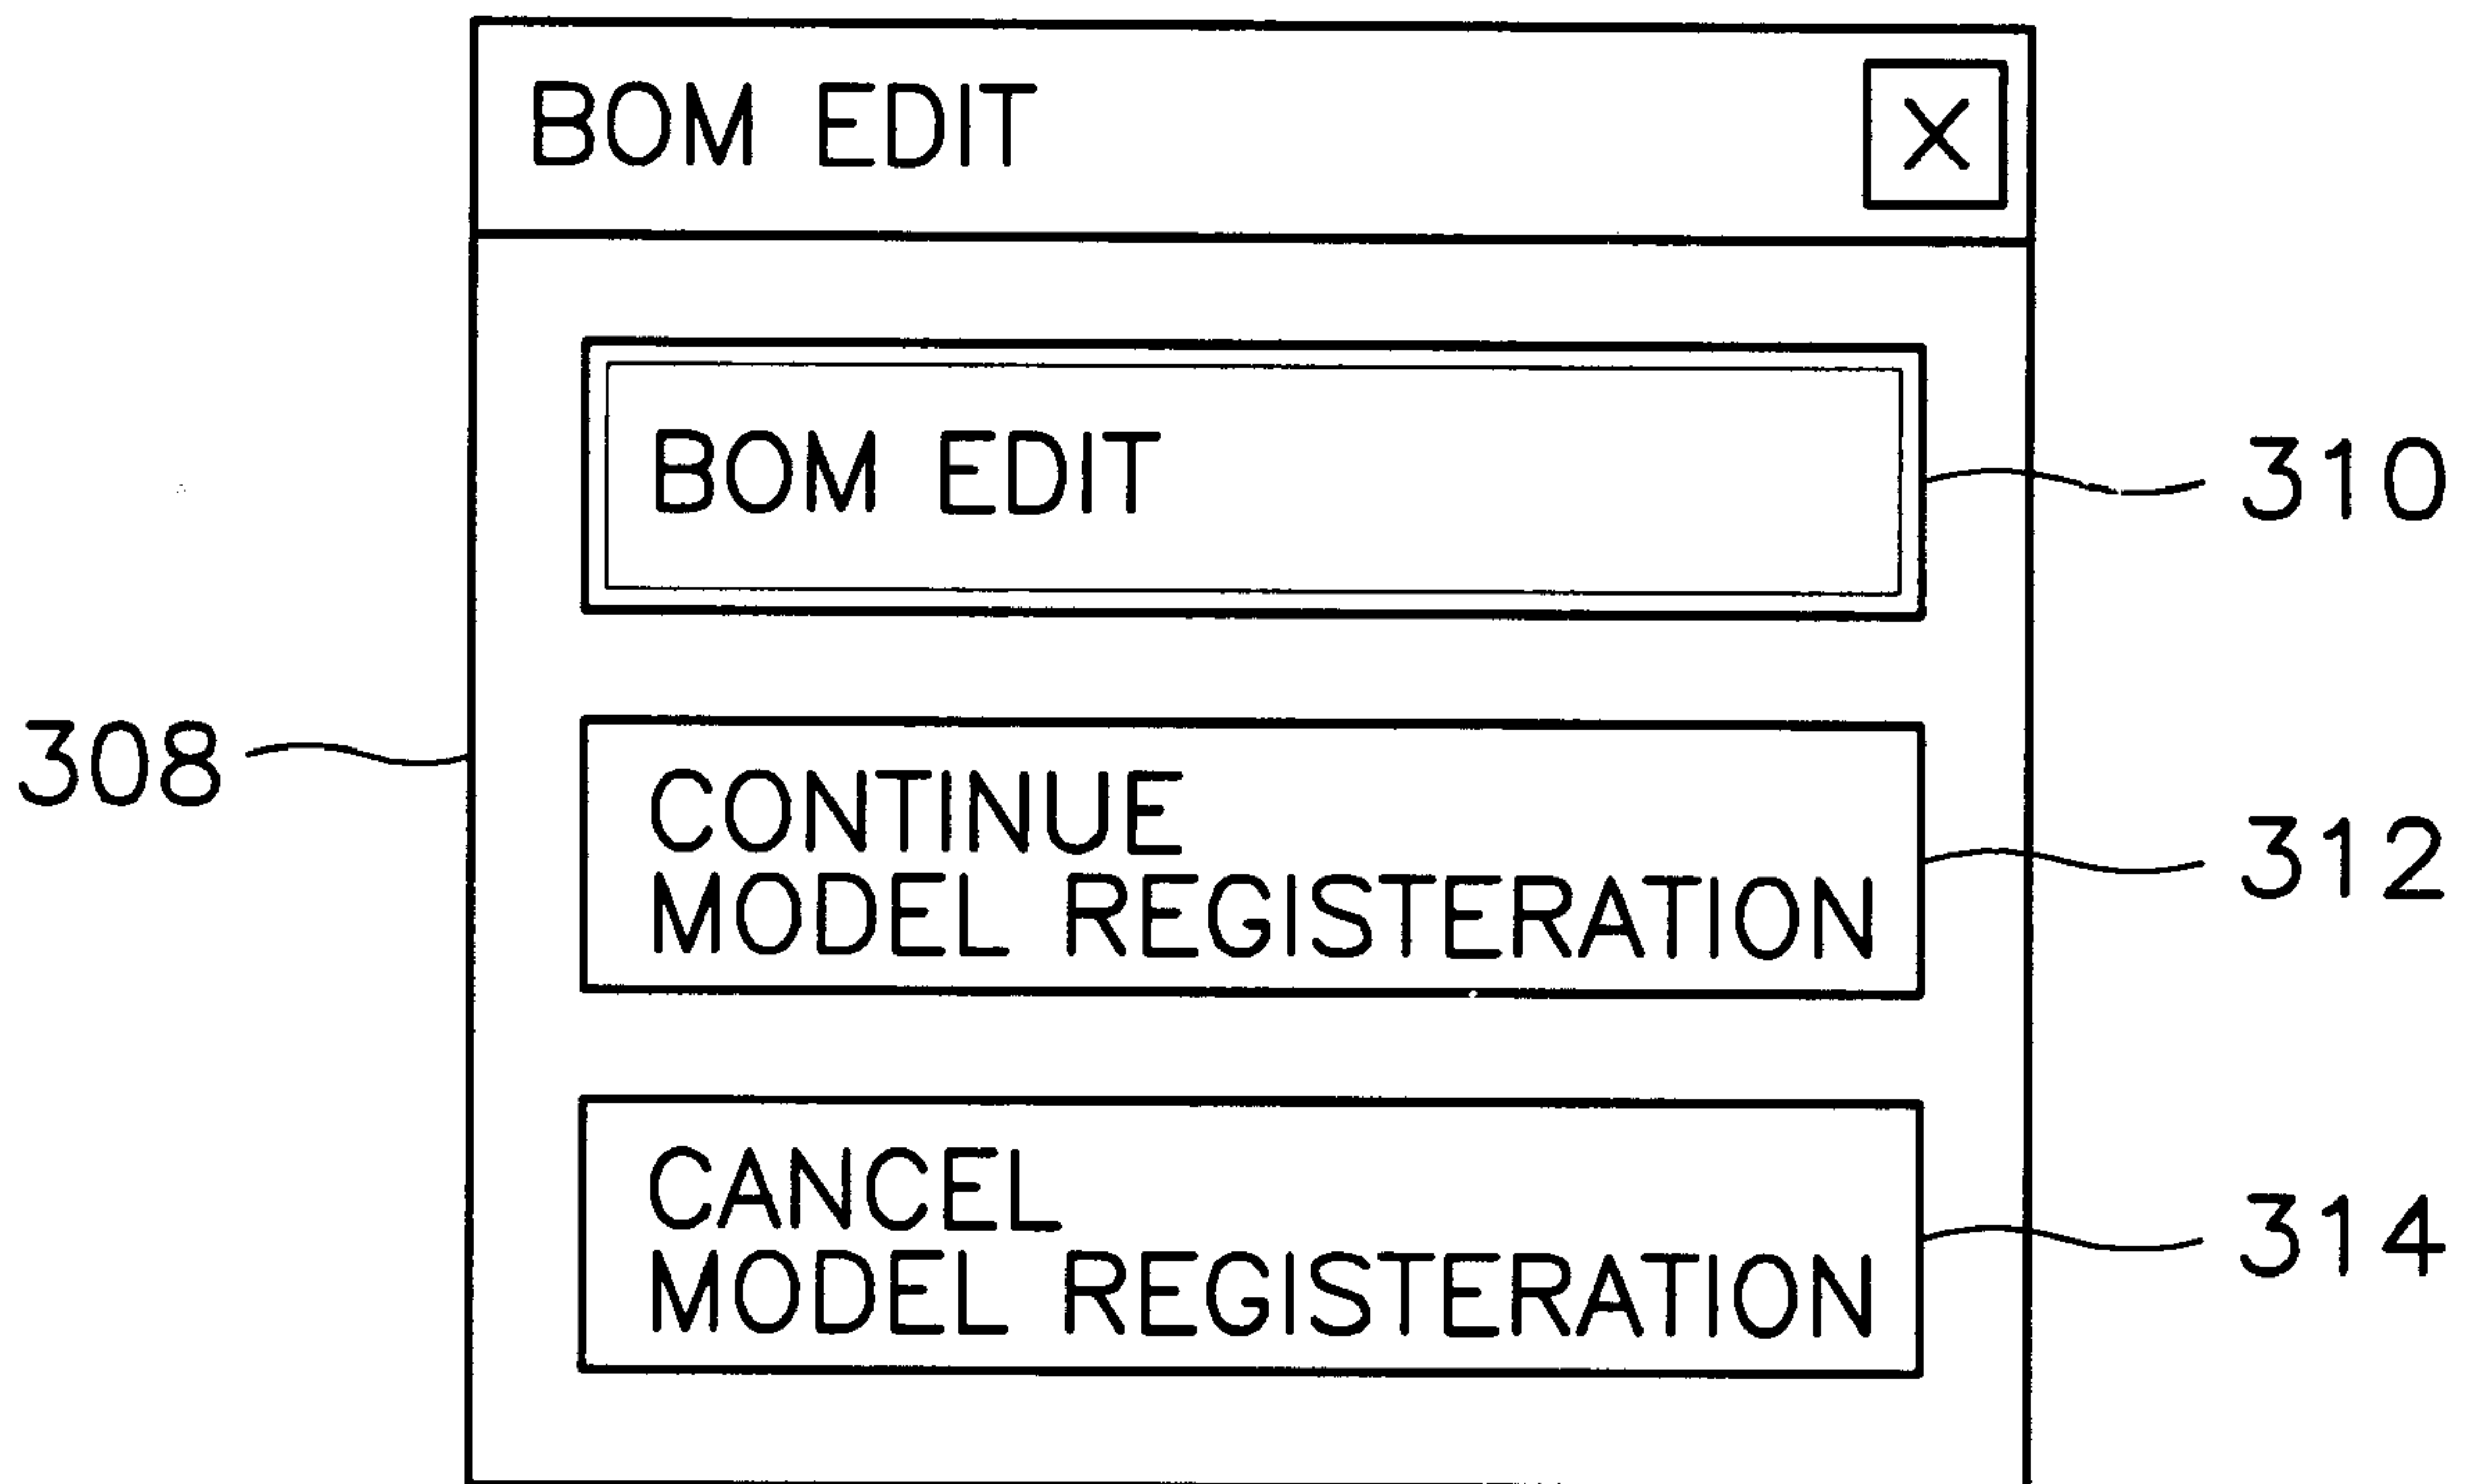 BOM EDIT X
BOM EDIT
310
308
CONTINUE
MODEL REGISTERATION
312
CANCEL
MODEL REGISTERATION
314